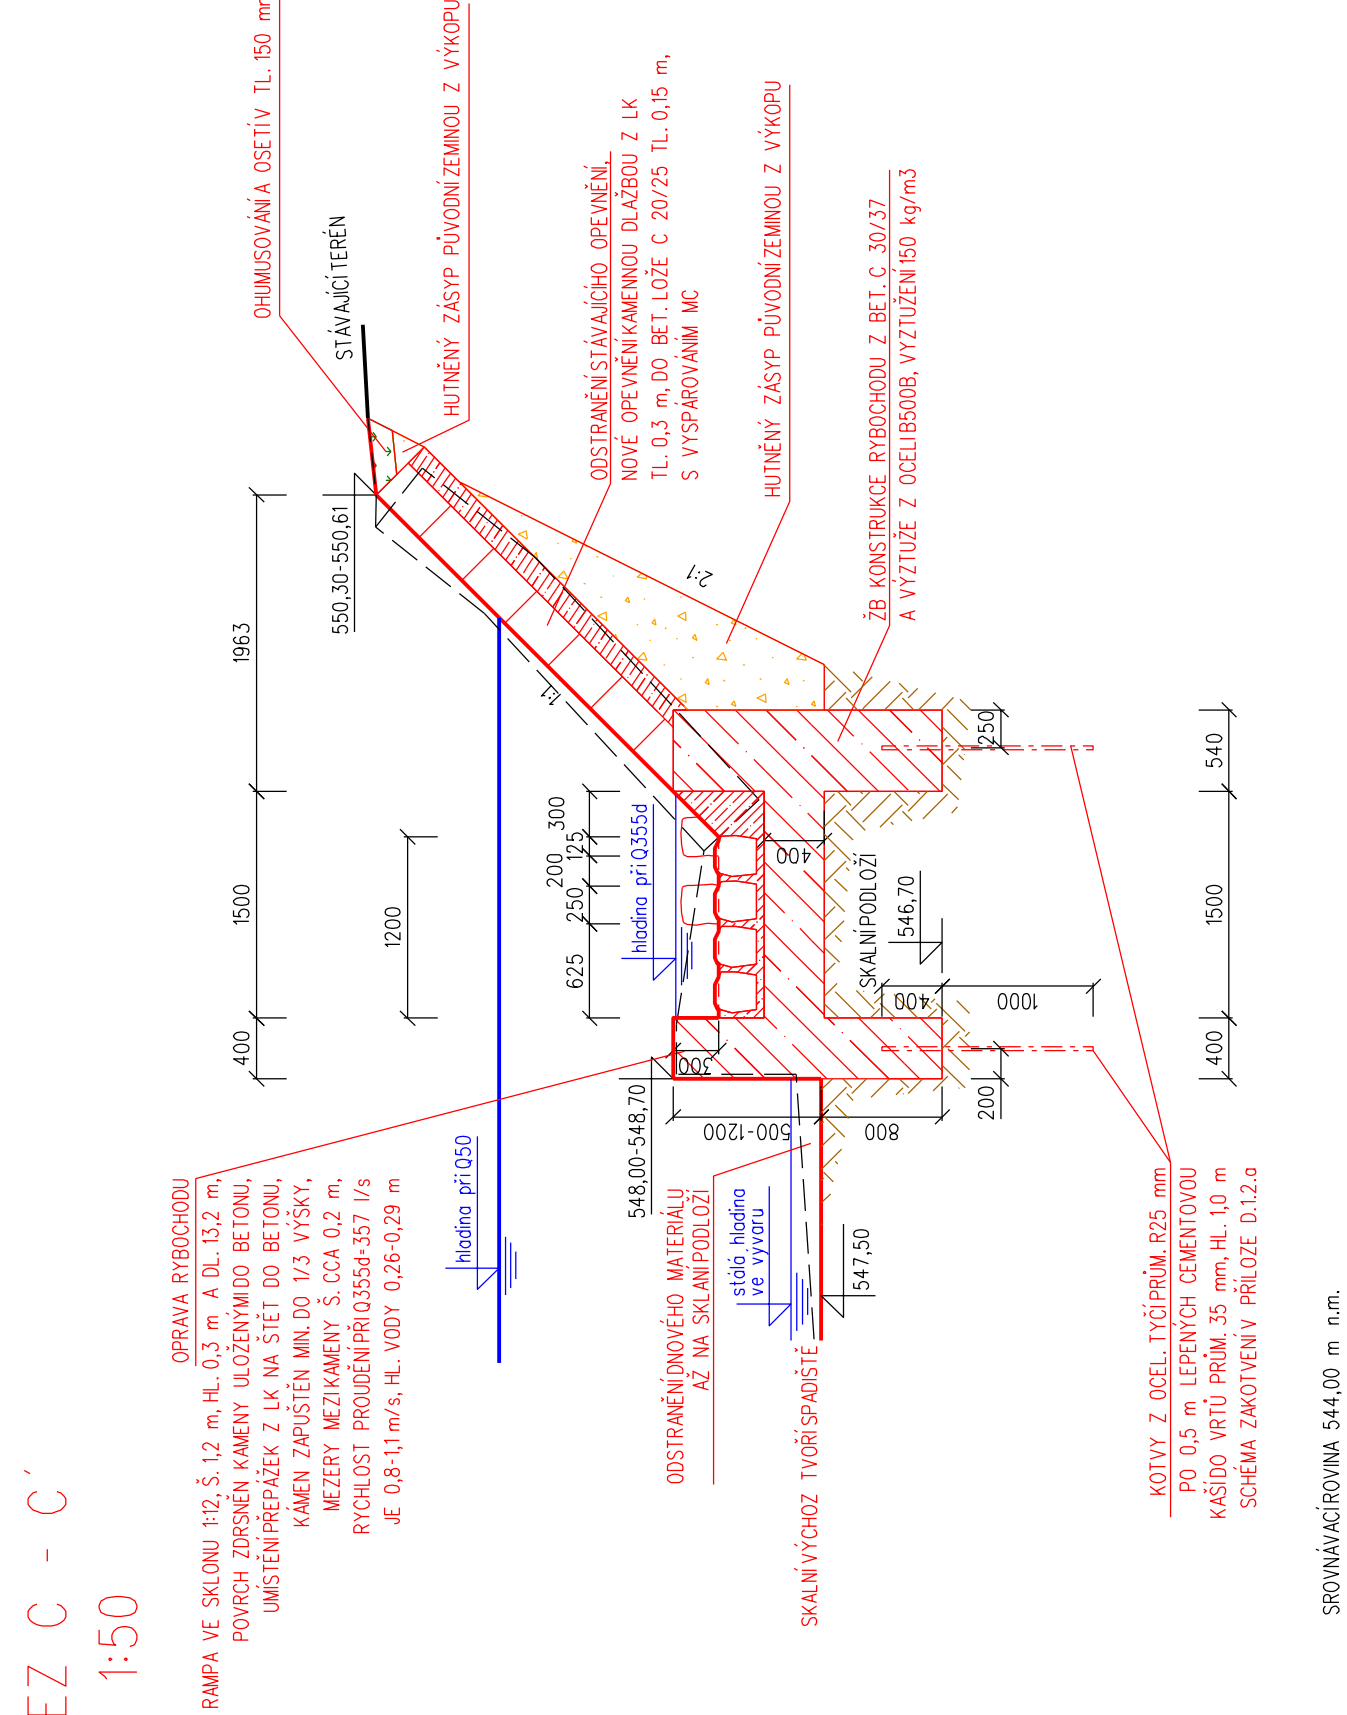 EZ C - C´
1:50
OPRAVA RYBOCHODU
RAMPA VE SKLONU 1:12, Š. 1,2 m, HL. 0,3 m A DL. 13,2 m,
POVRCH ZDRSNĚN KAMENY ULOŽENÝMI DO BETONU,
UMÍSTĚNÍ PŘEPÁŽEK Z LK NA ŠTĚT DO BETONU,
KÁMEN ZAPUŠTĚN MIN. DO 1/3 VÝŠKY,
MEZERY MEZI KAMENY Š. CCA 0,2 m,
RYCHLOST PROUDĚNÍ PŘI Q355d=357 l/s
JE 0,8-1,1 m/s, HL. VODY 0,26-0,29 m
OHUMUSOVÁNÍ A OSETÍ V TL. 150 mm
STÁVAJÍCÍ TERÉN
HUTNĚNÝ ZÁSYP PŮVODNÍ ZEMINOU Z VÝKOPU
ODSTRANĚNÍ STÁVAJÍCÍHO OPEVNĚNÍ,
NOVÉ OPEVNĚNÍ KAMENNOU DLAŽBOU Z LK
TL. 0,3 m, DO BET. LOŽE C 20/25 TL. 0,15 m,
S VYSPÁROVÁNÍM MC
HUTNĚNÝ ZÁSYP PŮVODNÍ ZEMINOU Z VÝKOPU
ŽB KONSTRUKCE RYBOCHODU Z BET. C 30/37
A VÝZTUŽE Z OCELI B500B, VYZTUŽENÍ 150 kg/m3
400
1500
1963
1200
550,30-550,61
hladina při Q50
1:1
2:1
625
250
200
125
300
hladina při Q355d
548,00-548,70
300
400
500-1200
800
ODSTRANĚNÍ DNOVÉHO MATERIÁLU
AŽ NA SKLANÍ PODLOŽÍ
stálá hladina
ve vývaru
547,50
SKALNÍ VÝCHOZ TVOŘÍ SPADIŠTĚ
SKALNÍ PODLOŽÍ
546,70
400
1000
200
250
400
1500
540
KOTVY Z OCEL. TYČÍ PRŮM. R25 mm
PO 0,5 m LEPENÝCH CEMENTOVOU
KAŠÍ DO VRTŮ PRŮM. 35 mm, HL. 1,0 m
SCHÉMA ZAKOTVENÍ V PŘÍLOZE D.1.2.a
SROVNÁVACÍ ROVINA 544,00 m n.m.